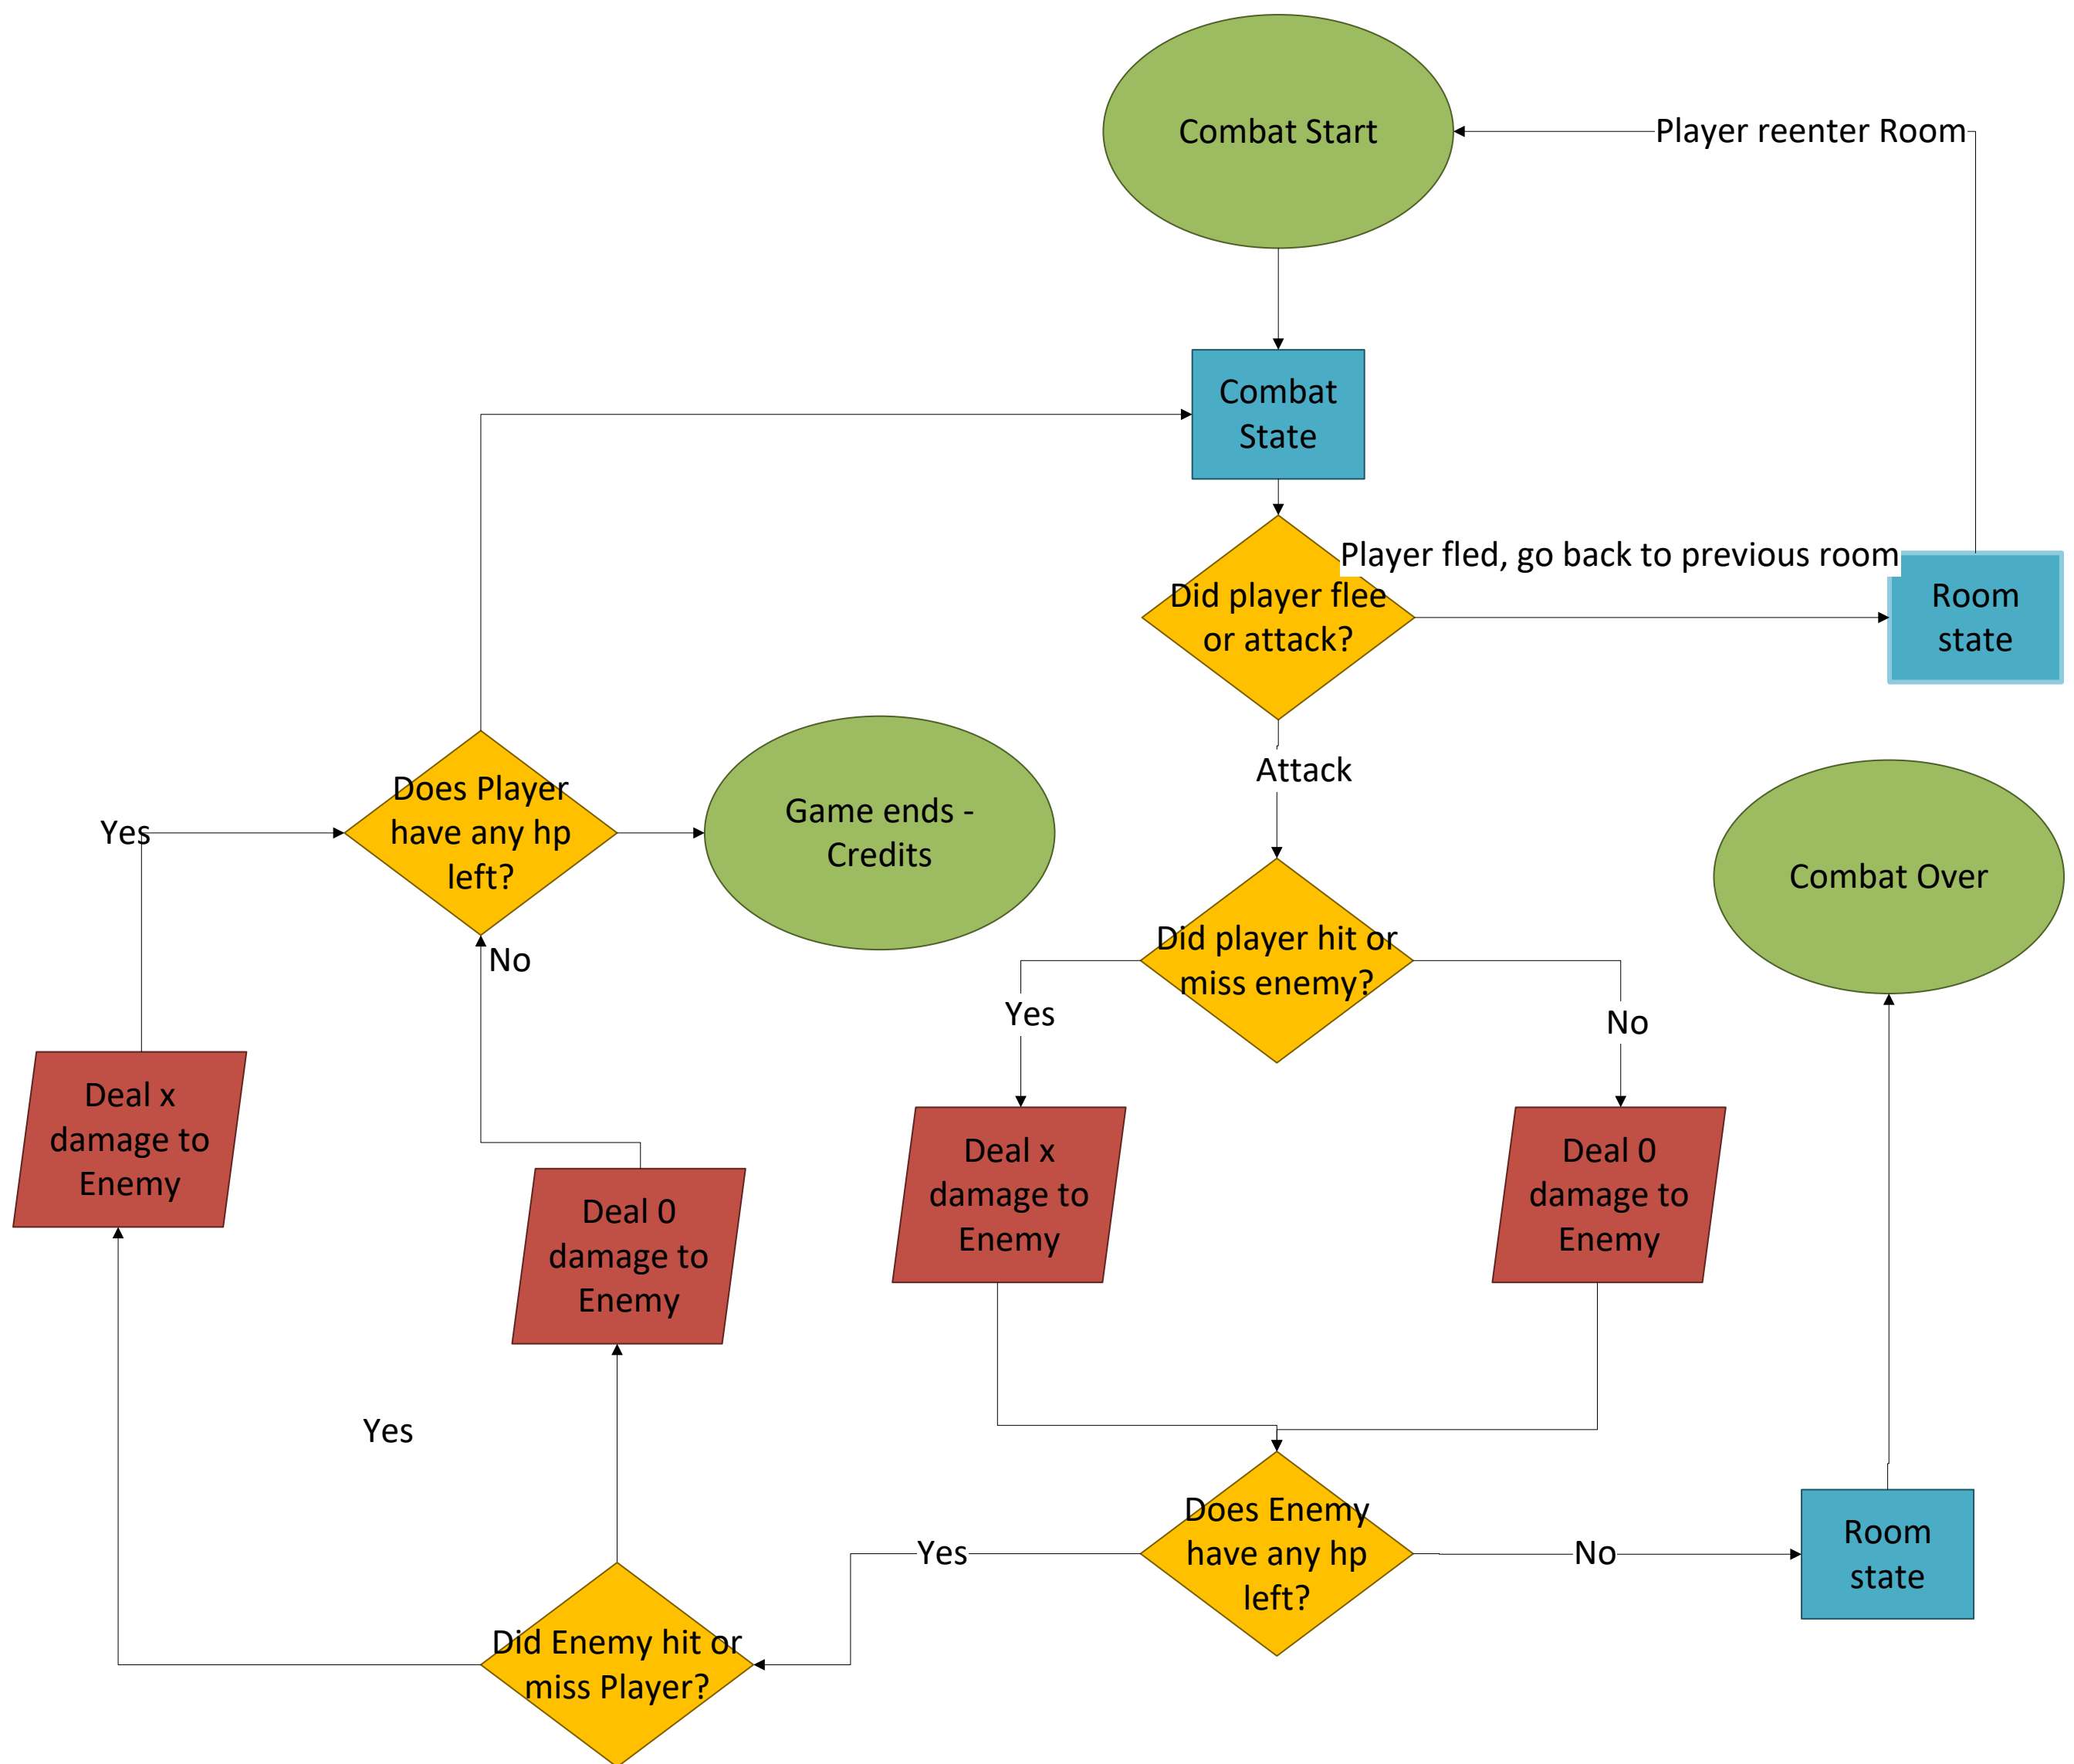 Combat Start
Player reenter Room
Combat
State
Player fled, go back to previous room
Did player flee
or attack?
Room
state
Attack
Does Player
have any hp
left?
Yes
Game ends -
Credits
Combat Over
No
Did player hit or
miss enemy?
Yes
No
Deal x
damage to
Enemy
Deal 0
damage to
Enemy
Deal x
damage to
Enemy
Deal 0
damage to
Enemy
Yes
Does Enemy
have any hp
left?
Yes
No
Room
state
Did Enemy hit or
miss Player?